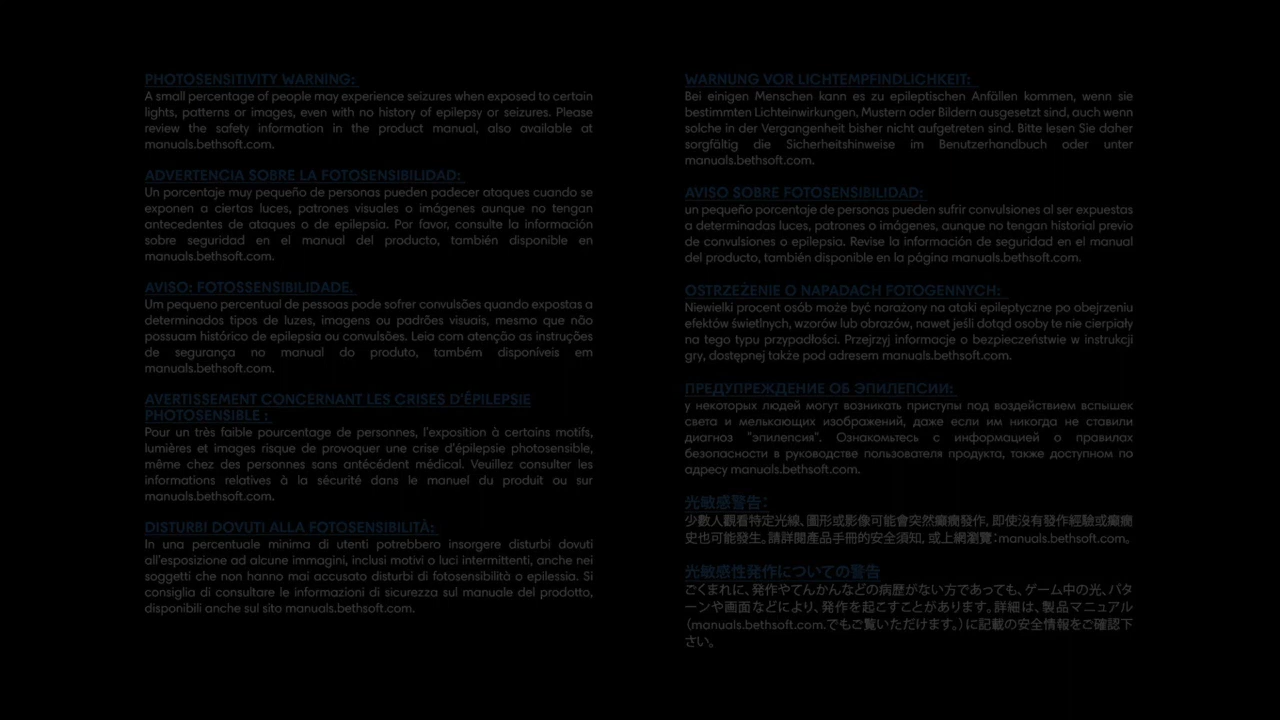 PHOTOSENSITIVITY WARNING:
A small percentage of people may experience seizures when exposed to certain
lights, patterns or images, even with no history of epilepsy or seizures. Please
review the safety information in the product manual, also available at
manuals.bethsoft.com.
ADVERTENCIA SOBRE LA FOTOSENSIBILIDAD:
Un porcentaje muy pequeño de personas pueden padecer ataques cuando se
exponen a ciertas luces, patrones visuales o imágenes aunque no tengan
antecedentes de ataques o de epilepsia. Por favor, consulte la información
sobre seguridad en el manual del producto, también disponible en
manuals.bethsoft.com.
AVISO: FOTOSSENSIBILIDADE.
Um pequeno percentual de pessoas pode sofrer convulsões quando expostas a
determinados tipos de luzes, imagens ou padrões visuais, mesmo que não
possuam histórico de epilepsia ou convulsões. Leia com atenção as instruções
de segurança no manual do produto, também disponíveis em
manuals.bethsoft.com.
AVERTISSEMENT CONCERNANT LES CRISES D'ÉPILEPSIE
PHOTOSENSIBLE :
Pour un très faible pourcentage de personnes, l'exposition à certains motifs,
lumières et images risque de provoquer une crise d'épilepsie photosensible,
même chez des personnes sans antécédent médical. Veuillez consulter les
informations relatives à la sécurité dans le manuel du produit ou sur
manuals.bethsoft.com.
DISTURBI DOVUTI ALLA FOTOSENSIBILITÀ:
In una percentuale minima di utenti potrebbero insorgere disturbi dovuti
all'esposizione ad alcune immagini, inclusi motivi o luci intermittenti, anche nei
soggetti che non hanno mai accusato disturbi di fotosensibilità o epilessia. Si
consiglia di consultare le informazioni di sicurezza sul manuale del prodotto,
disponibili anche sul sito manuals.bethsoft.com.
WARNUNG VOR LICHTEMPFINDLICHKEIT:
Bei einigen Menschen kann es zu epileptischen Anfällen kommen, wenn sie
bestimmten Lichteinwirkungen, Mustern oder Bildern ausgesetzt sind, auch wenn
solche in der Vergangenheit bisher nicht aufgetreten sind. Bitte lesen Sie daher
sorgfältig die Sicherheitshinweise im Benutzerhandbuch oder unter
manuals.bethsoft.com.
AVISO SOBRE FOTOSENSIBILIDAD:
un pequeño porcentaje de personas pueden sufrir convulsiones al ser expuestas
a determinadas luces, patrones o imágenes, aunque no tengan historial previo
de convulsiones o epilepsia. Revise la información de seguridad en el manual
del producto, también disponible en la página manuals.bethsoft.com.
OSTRZEŻENIE O NAPADACH FOTOGENNYCH:
Niewielki procent osób może być narażony na ataki epileptyczne po obejrzeniu
efektów świetlnych, wzorów lub obrazów, nawet jeśli dotąd osoby te nie cierpiały
na tego typu przypadłości. Przejrzyj informacje o bezpieczeństwie w instrukcji
gry, dostępnej także pod adresem manuals.bethsoft.com.
ПРЕДУПРЕЖДЕНИЕ ОБ ЭПИЛЕПСИИ:
у некоторых людей могут возникать приступы под воздействием вспышек
света и мелькающих изображений, даже если им никогда не ставили
диагноз "эпилепсия". Ознакомьтесь с информацией о правилах
безопасности в руководстве пользователя продукта, также доступном по
адресу manuals.bethsoft.com.
光敏感警告：
少數人觀看特定光線、圖形或影像可能會突然癲癇發作，即使沒有發作經驗或癲癇
史也可能發生。請詳閱產品手冊的安全須知，或上網瀏覽：manuals.bethsoft.com。
光敏感性発作についての警告
ごくまれに、発作やてんかんなどの病歴がない方であっても、ゲーム中の光、パタ
ーンや画面などにより、発作を起こすことがあります。詳細は、製品マニュアル
（manuals.bethsoft.com.でもご覧いただけます。）に記載の安全情報をご確認下
さい。